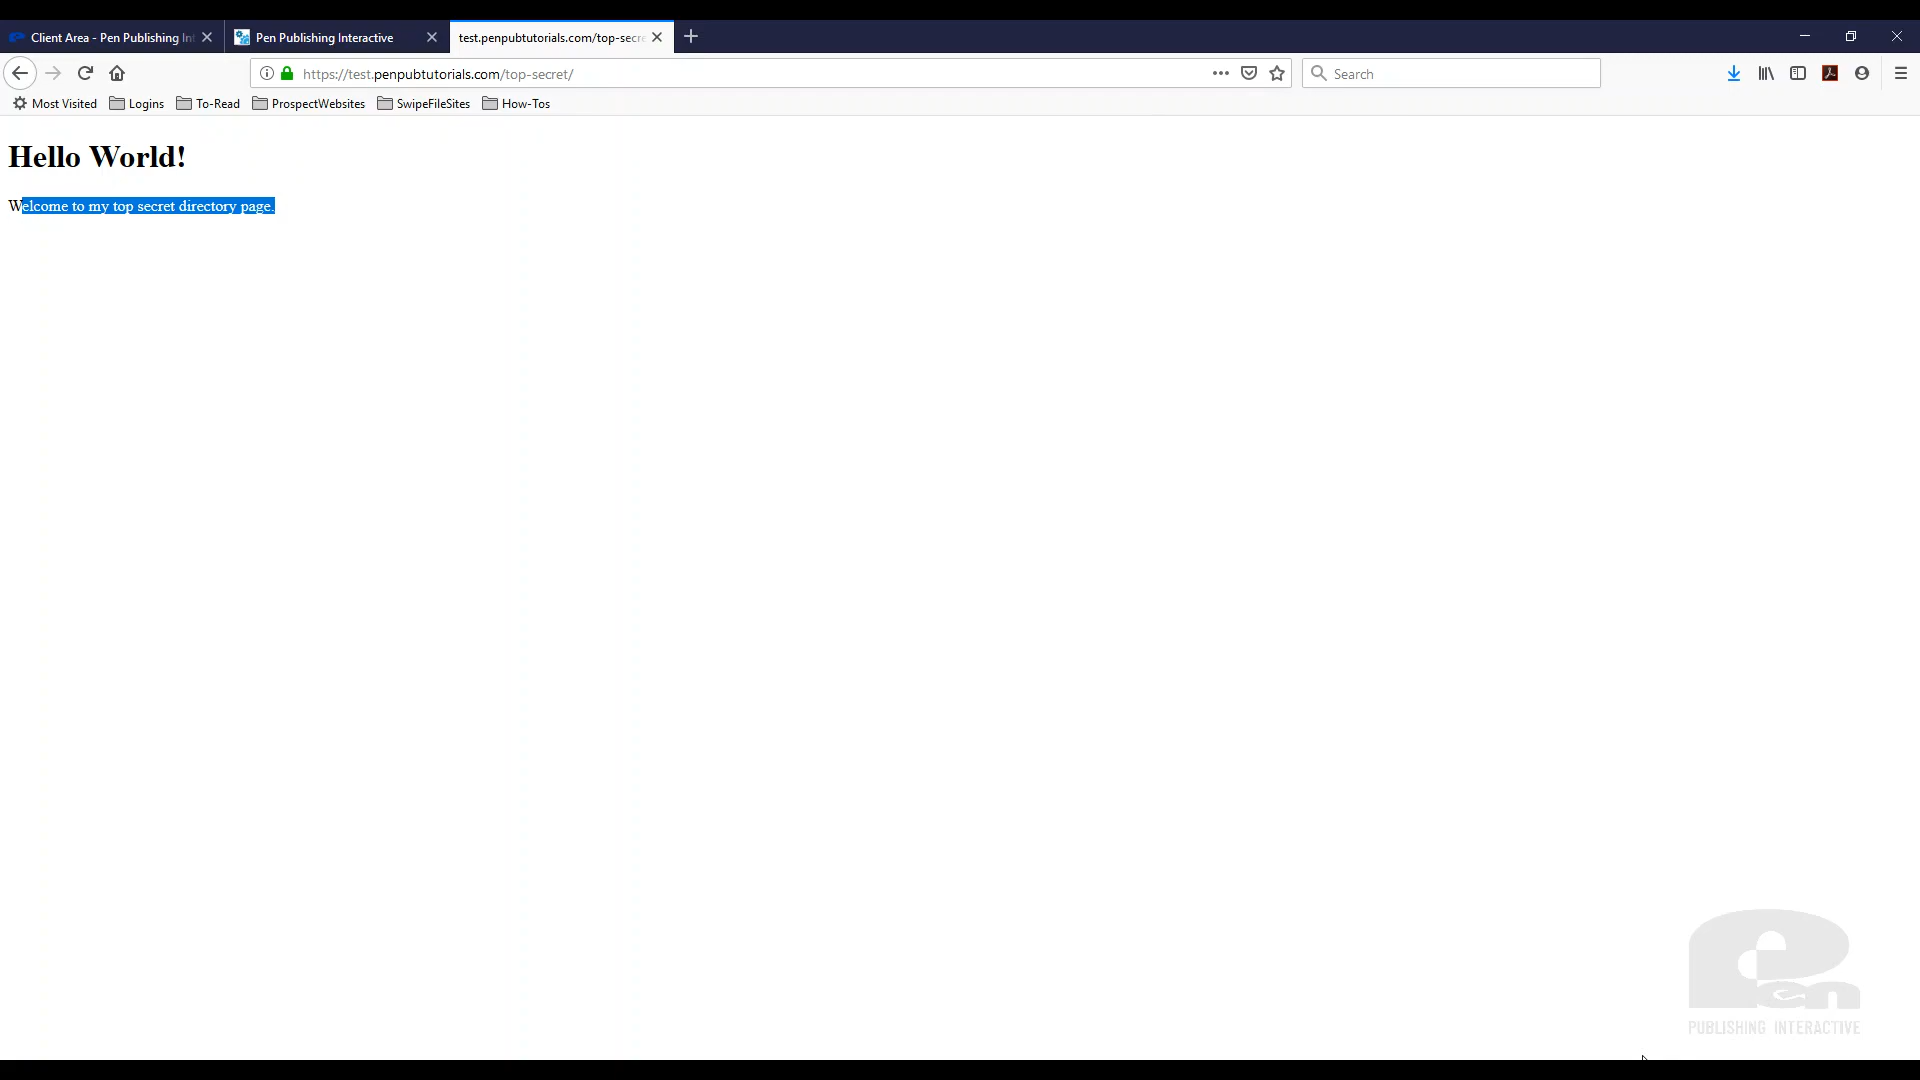 Client Area - Pen Publishing In
Pen Publishing Interactive
test.penpubtutorials.com/top-secre
https://test.penpubtutorials.com/top-secret/
Search
Most Visited
Logins
To-Read
ProspectWebsites
SwipeFileSites
How-Tos
Hello World!
Welcome to my top secret directory page.
Pen
PUBLISHING INTERACTIVE